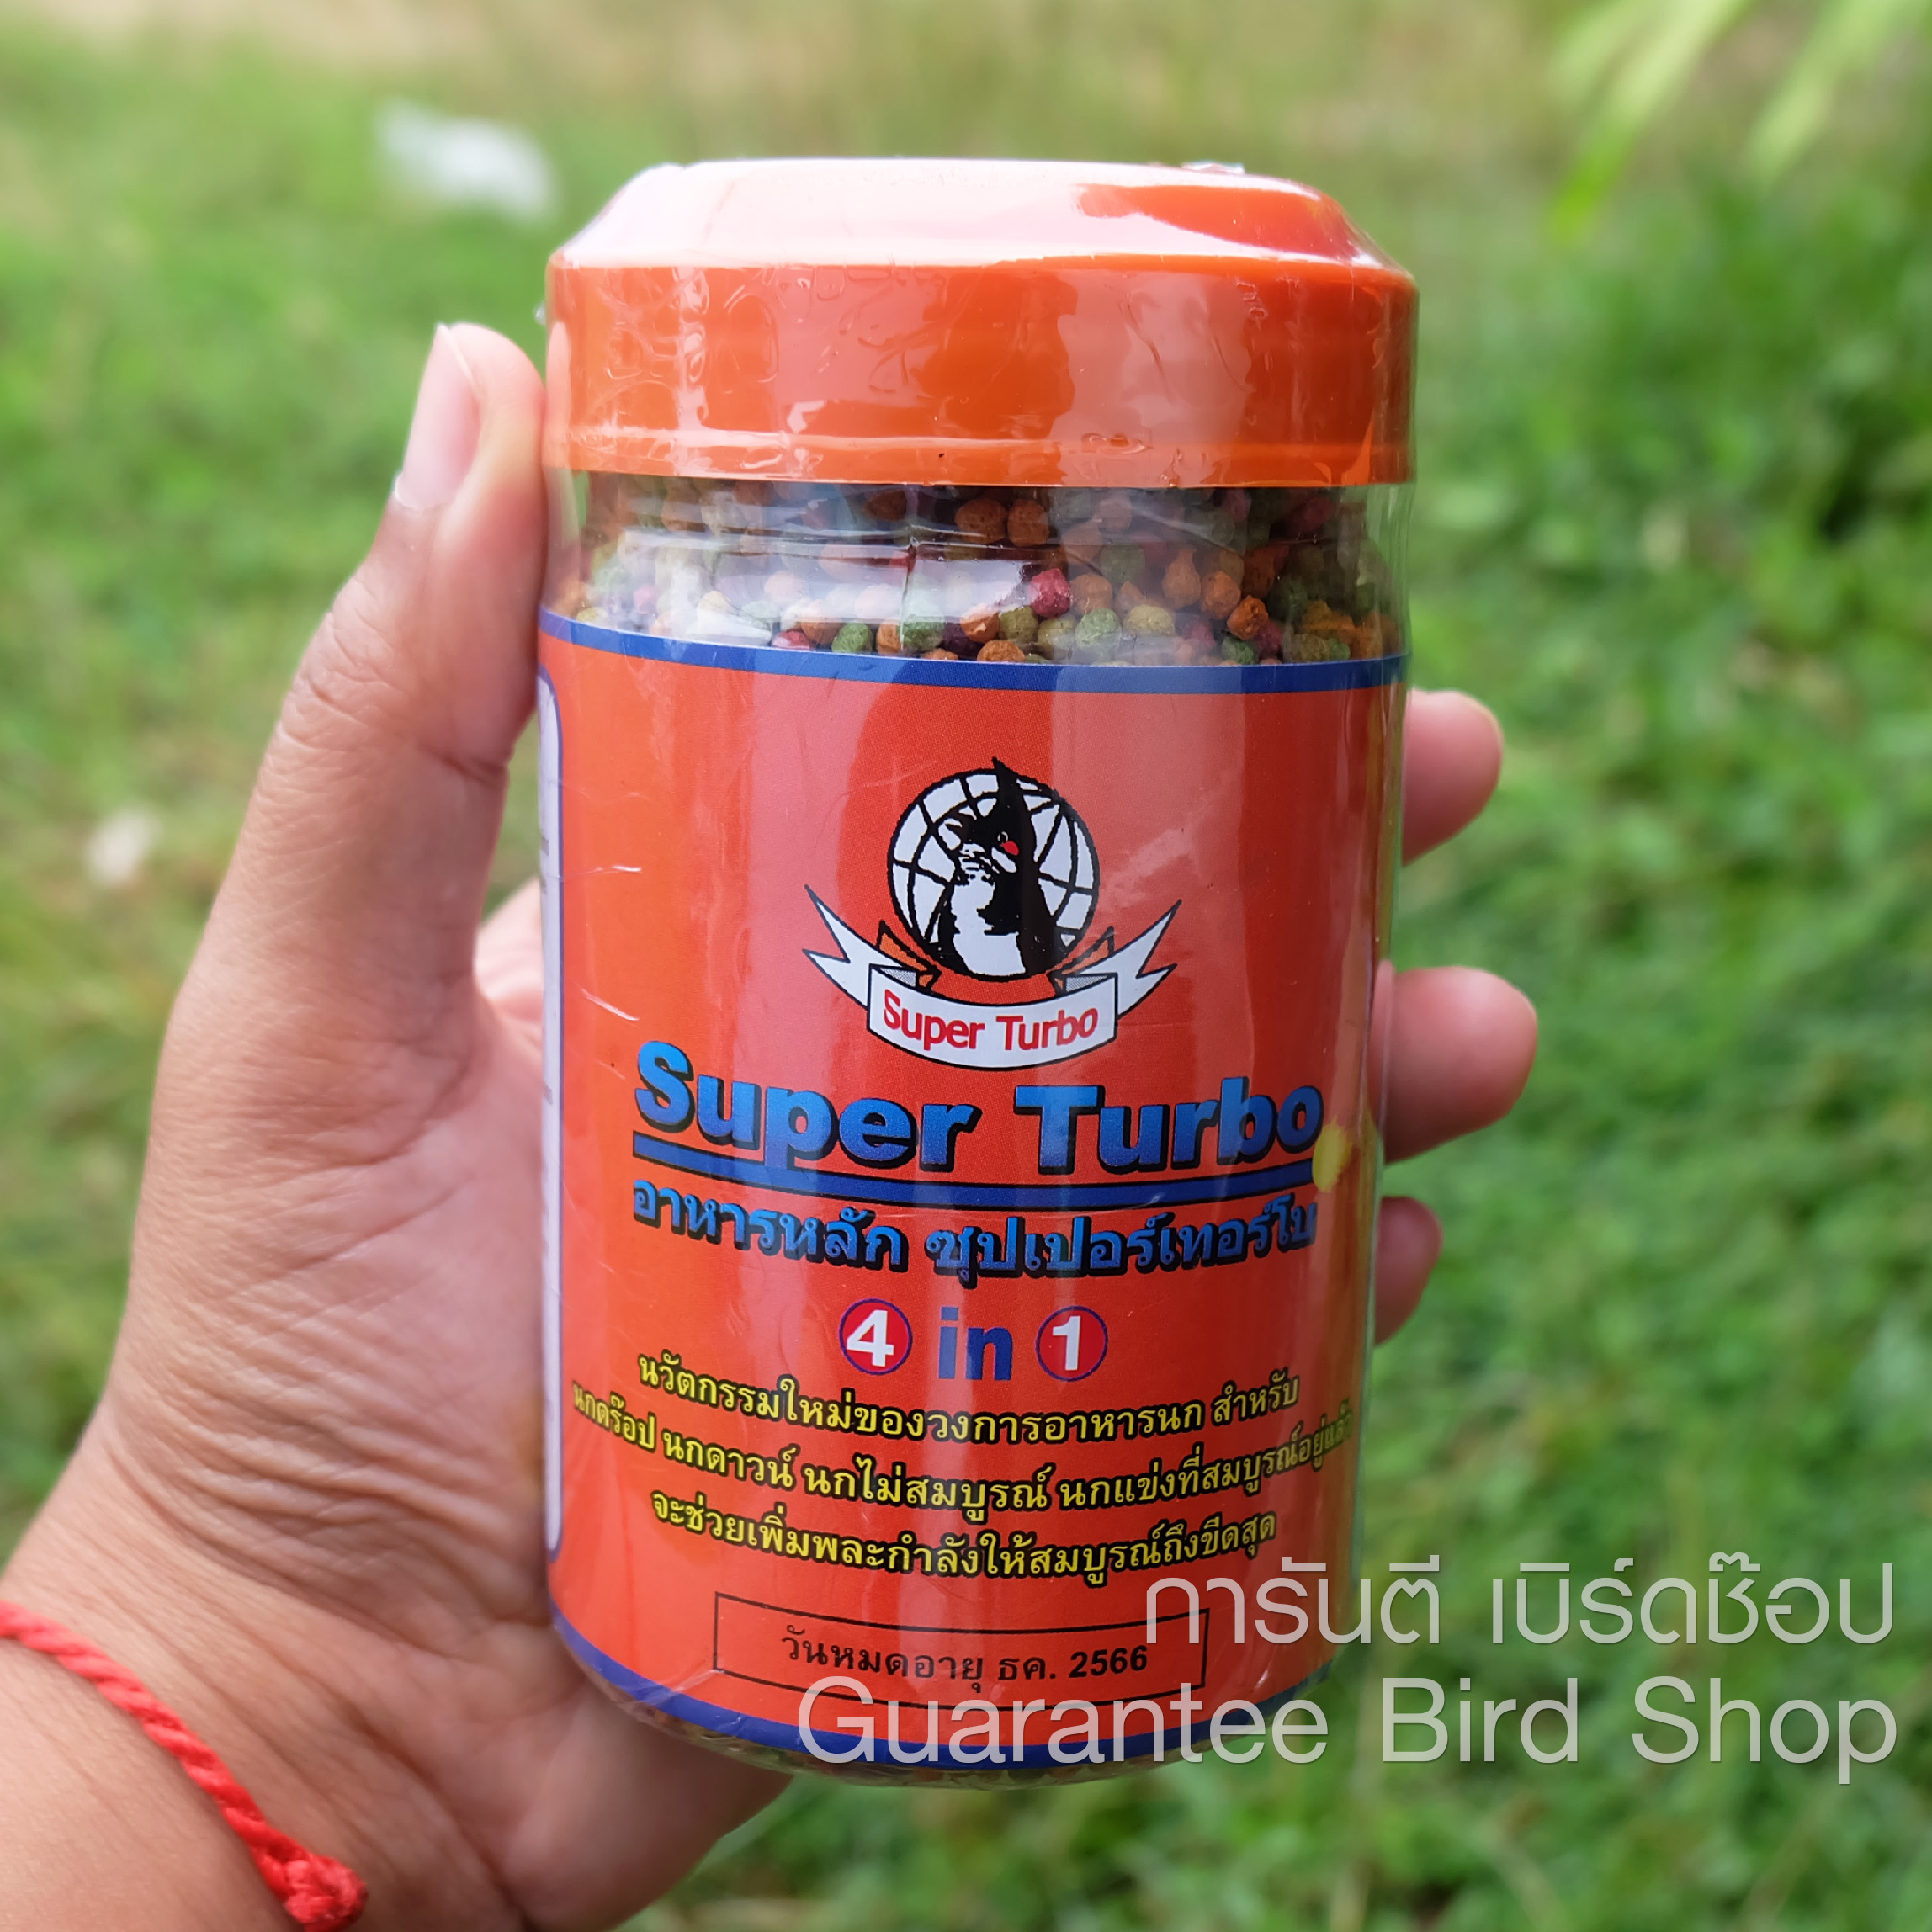 Super Turbo
Super Turbo
อาหารหลัก ซุปเปอร์เทอร์โบ
4 in 1
นวัตกรรมใหม่ของวงการอาหารนก สำหรับ
นกดร๊อป นกดาวน์ นกไม่สมบูรณ์ นกแข่งที่สมบูรณ์อยู่แล้ว
จะช่วยเพิ่มพละกำลังให้สมบูรณ์ถึงขีดสุด
วันหมดอายุ ธค. 2566
การันตี เบิร์ดช๊อป
Guarantee Bird Shop